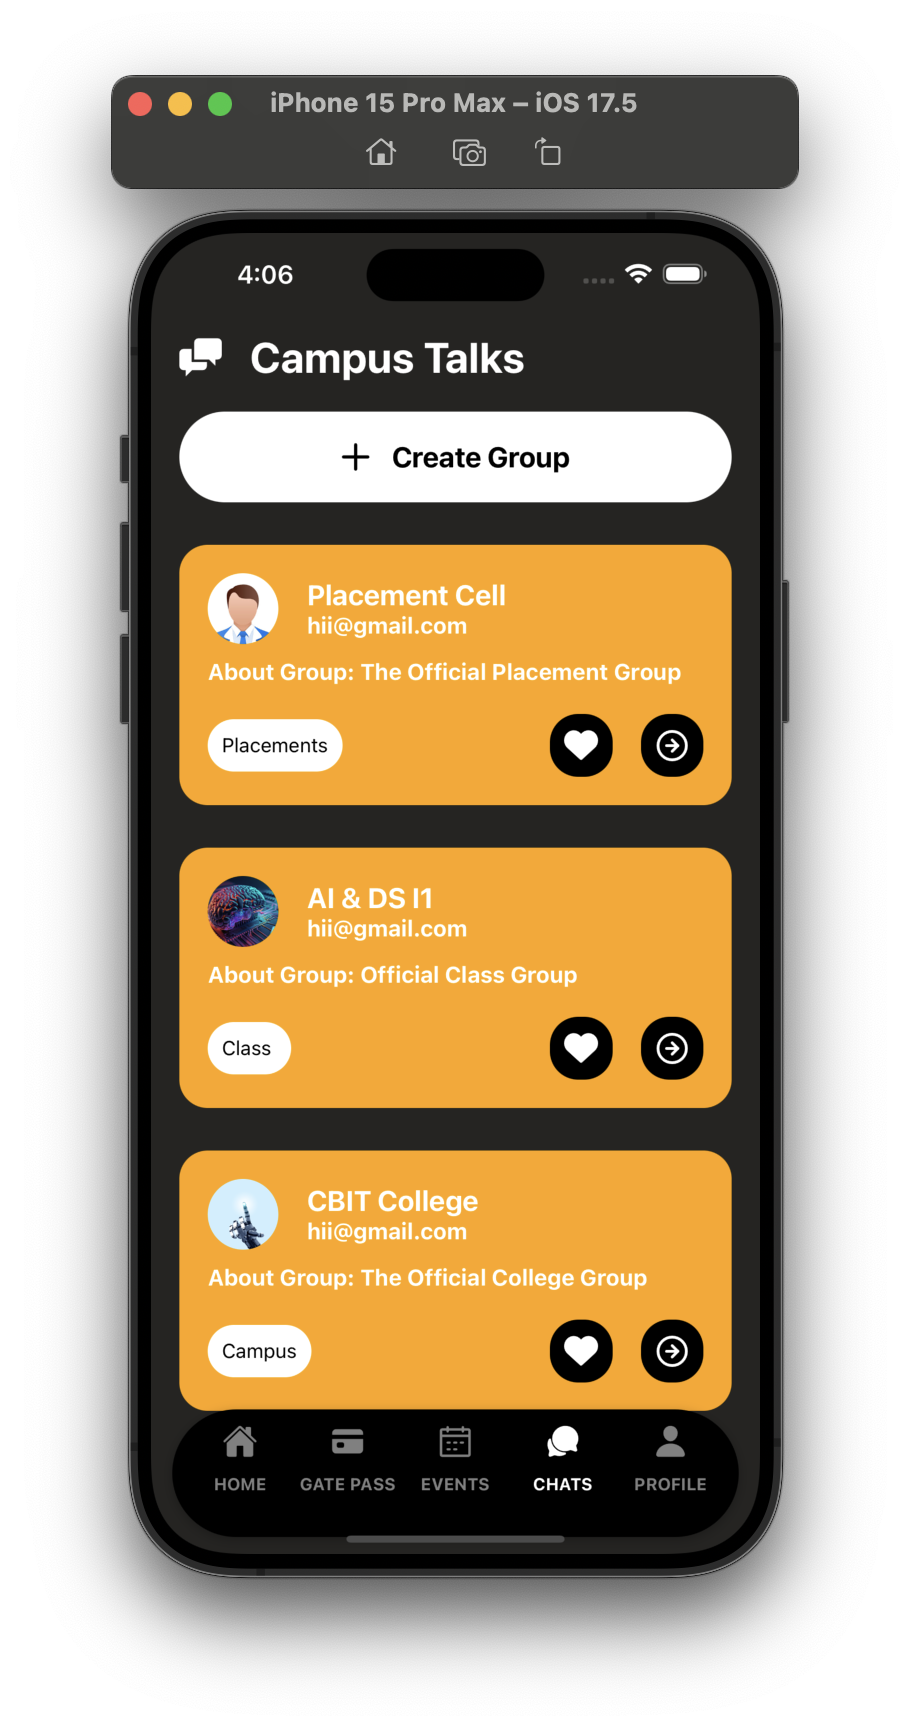 iPhone 15 Pro Max – iOS 17.5
4:06
Campus Talks
Create Group
Placement Cell
hii@gmail.com
About Group: The Official Placement Group
Placements
AI & DS I1
hii@gmail.com
About Group: Official Class Group
Class
CBIT College
hii@gmail.com
About Group: The Official College Group
Campus
HOME GATE PASS EVENTS CHATS PROFILE